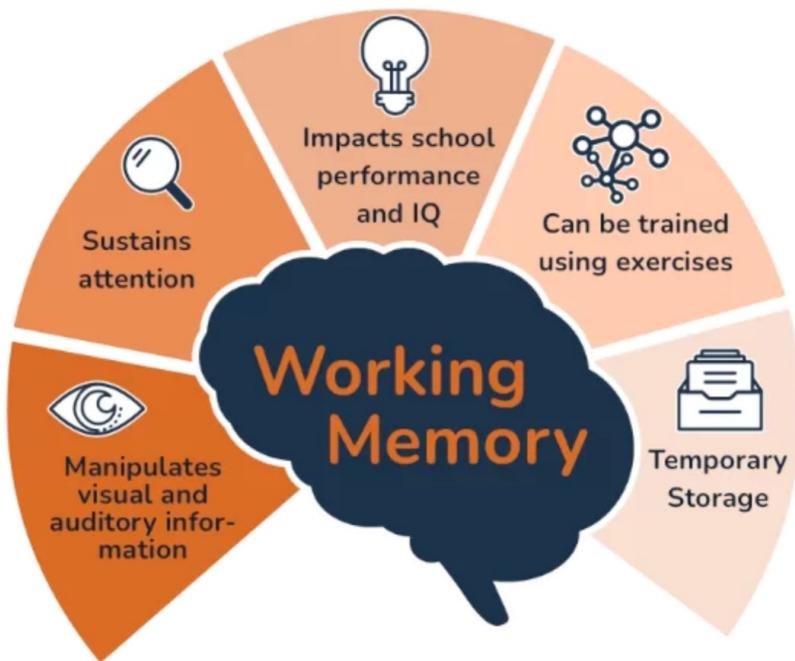 Impacts school
performance
and IQ
Sustains
attention
Can be trained
using exercises
Working
Memory
Manipulates
visual and
auditory infor-
mation
Temporary
Storage